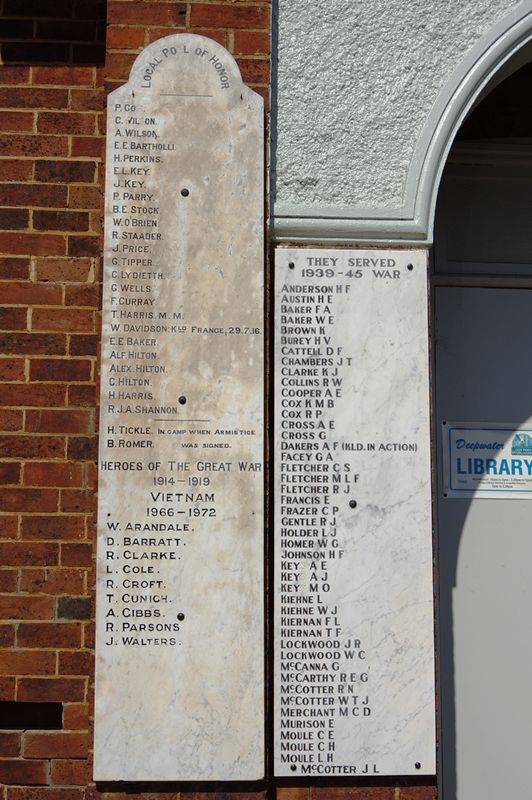 LOCAL RO L OF HONOR
P. CO
C. WILTON.
A. WILSON.
E.E. BARTHOLLI.
H. PERKINS.
E.L. KEY.
J. KEY.
P. PARRY.
B.E. STOCK.
W. O'BRIEN.
R. STAADER.
J. PRICE.
G. TIPPER.
C. LYDIETTH.
G. WELLS.
F. CURRAY.
T. HARRIS. M.M.
W. DAVIDSON. KLD FRANCE, 29.7.16.
E.E. BAKER.
ALF. HILTON.
ALEX. HILTON.
C. HILTON.
H. HARRIS.
R.J.A. SHANNON.
H. TICKLE. IN CAMP WHEN ARMISTICE
B. ROMER. WAS SIGNED.
HEROES OF THE GREAT WAR
1914-1919
VIETNAM
1966-1972
W. ARANDALE.
D. BARRATT.
R. CLARKE.
L. COLE.
R. CROFT.
T. CUNICH.
A. GIBBS.
R. PARSONS
J. WALTERS.
THEY SERVED
1939-45 WAR
ANDERSON H F
AUSTIN H E
BAKER F A
BAKER W E
BROWN K
BUREY H V
CATTELL D F
CHAMBERS J T
CLARKE K J
COLLINS R W
COOPER A E
COX K M B
COX R P
CROSS A E
CROSS G
DAKERS A F (KLD. IN ACTION)
FACEY G A
FLETCHER C S
FLETCHER M L F
FLETCHER R J
FRANCIS E
FRAZER C P
GENTLE R J
HOLDER L J
HOMER W G
JOHNSON H F
KEY A E
KEY A J
KEY M O
KIEHNE L
KIEHNE W J
KIERNAN F L
KIERNAN T F
LOCKWOOD J R
LOCKWOOD W C
McCANNA G
McCARTHY R E G
McCOTTER R N
McCOTTER W T J
MERCHANT M C D
MURISON E
MOULE C E
MOULE C H
MOULE L H
McCOTTER J L
Deepwater
LIBRARY